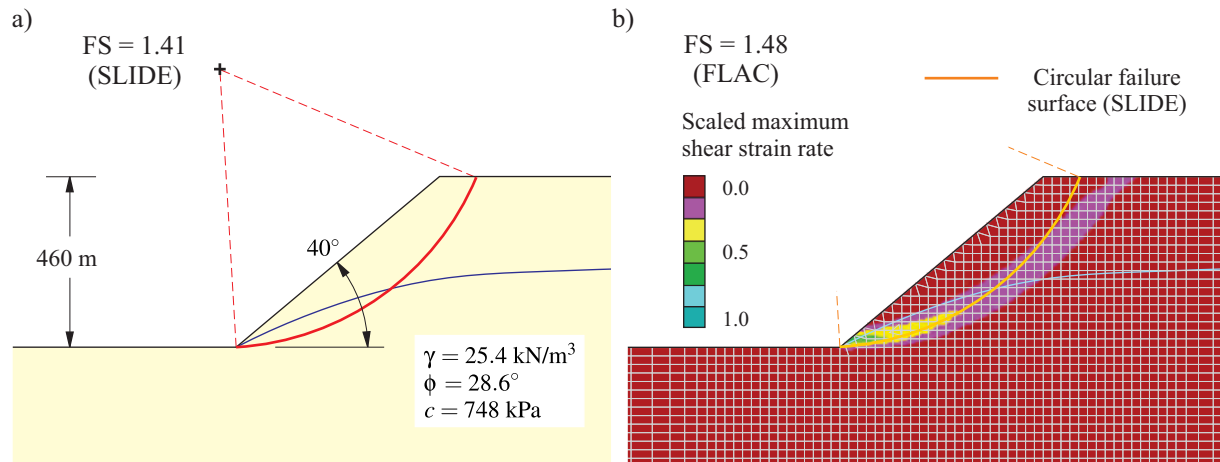 a)
FS = 1.41
(SLIDE)
460 m
40°
γ = 25.4 kN/m³
ϕ = 28.6°
c = 748 kPa
b)
FS = 1.48
(FLAC)
Circular failure
surface (SLIDE)
Scaled maximum
shear strain rate
0.0
0.5
1.0